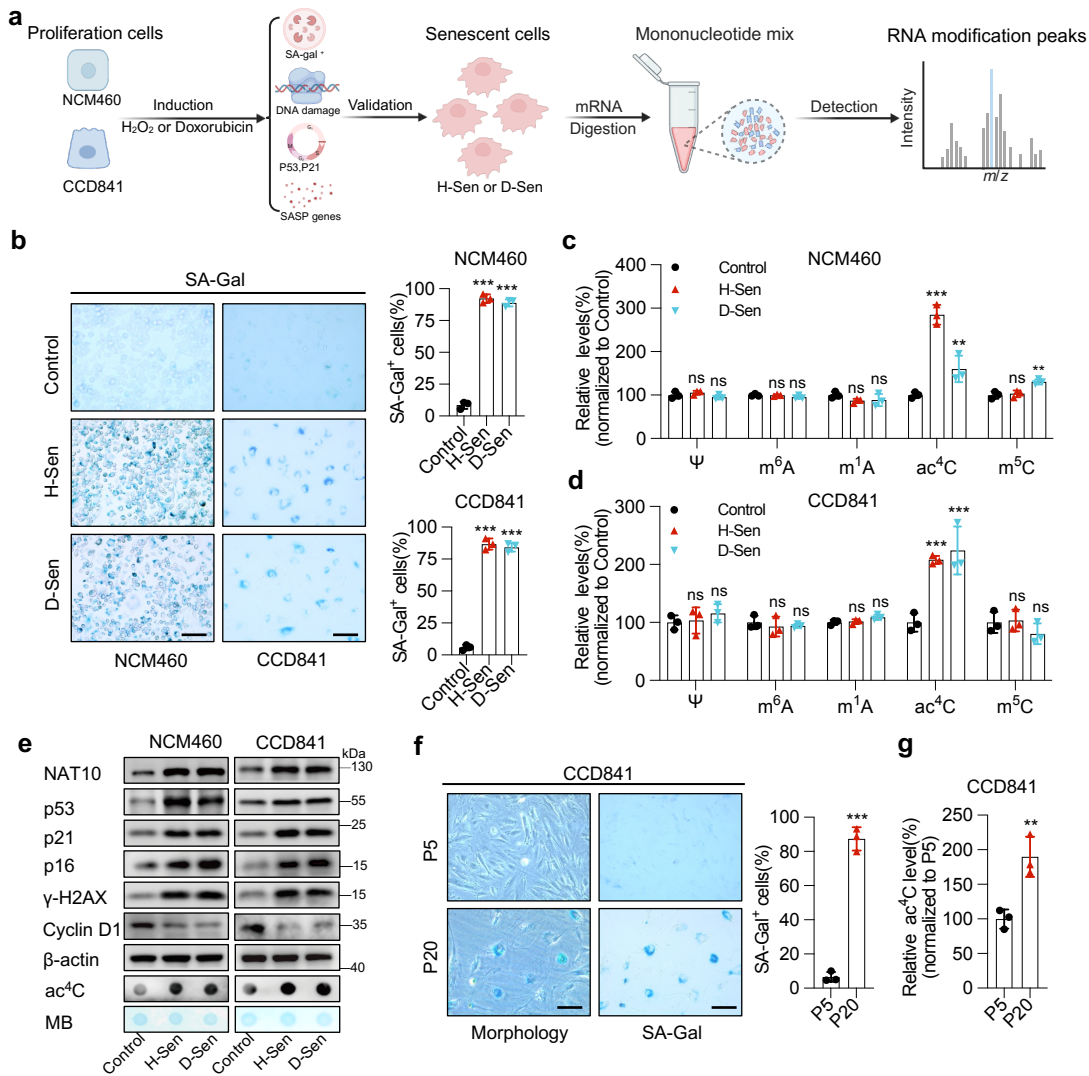 a
Proliferation cells
NCM460
CCD841
Induction
H₂O₂ or Doxorubicin
SA-gal ⁺
DNA damage
P53,P21
SASP genes
Validation
Senescent cells
H-Sen or D-Sen
mRNA
Digestion
Mononucleotide mix
Detection
RNA modification peaks
Intensity
m/z
b
SA-Gal
Control
H-Sen
D-Sen
NCM460
CCD841
NCM460
SA-Gal⁺ cells(%)
100
75
50
25
0
***
***
Control
H-Sen
D-Sen
CCD841
SA-Gal⁺ cells(%)
100
75
50
25
0
***
***
Control
H-Sen
D-Sen
c
NCM460
Control
H-Sen
D-Sen
Relative levels(%)
(normalized to Control)
400
300
200
100
0
ns ns
ns ns
ns ns
*** **
ns **
Ψ
m⁶A
m¹A
ac⁴C
m⁵C
d
CCD841
Control
H-Sen
D-Sen
Relative levels(%)
(normalized to Control)
300
200
100
0
ns ns
ns ns
ns ns
*** ***
ns ns
Ψ
m⁶A
m¹A
ac⁴C
m⁵C
e
NCM460
CCD841
kDa
NAT10
130
p53
55
p21
25
p16
15
γ-H2AX
15
Cyclin D1
35
β-actin
40
ac⁴C
MB
Control
H-Sen
D-Sen
Control
H-Sen
D-Sen
f
CCD841
P5
P20
Morphology
SA-Gal
SA-Gal⁺ cells(%)
100
80
60
40
20
0
***
P5
P20
g
CCD841
Relative ac⁴C level(%)
(normalized to P5)
250
200
150
100
50
0
**
P5
P20